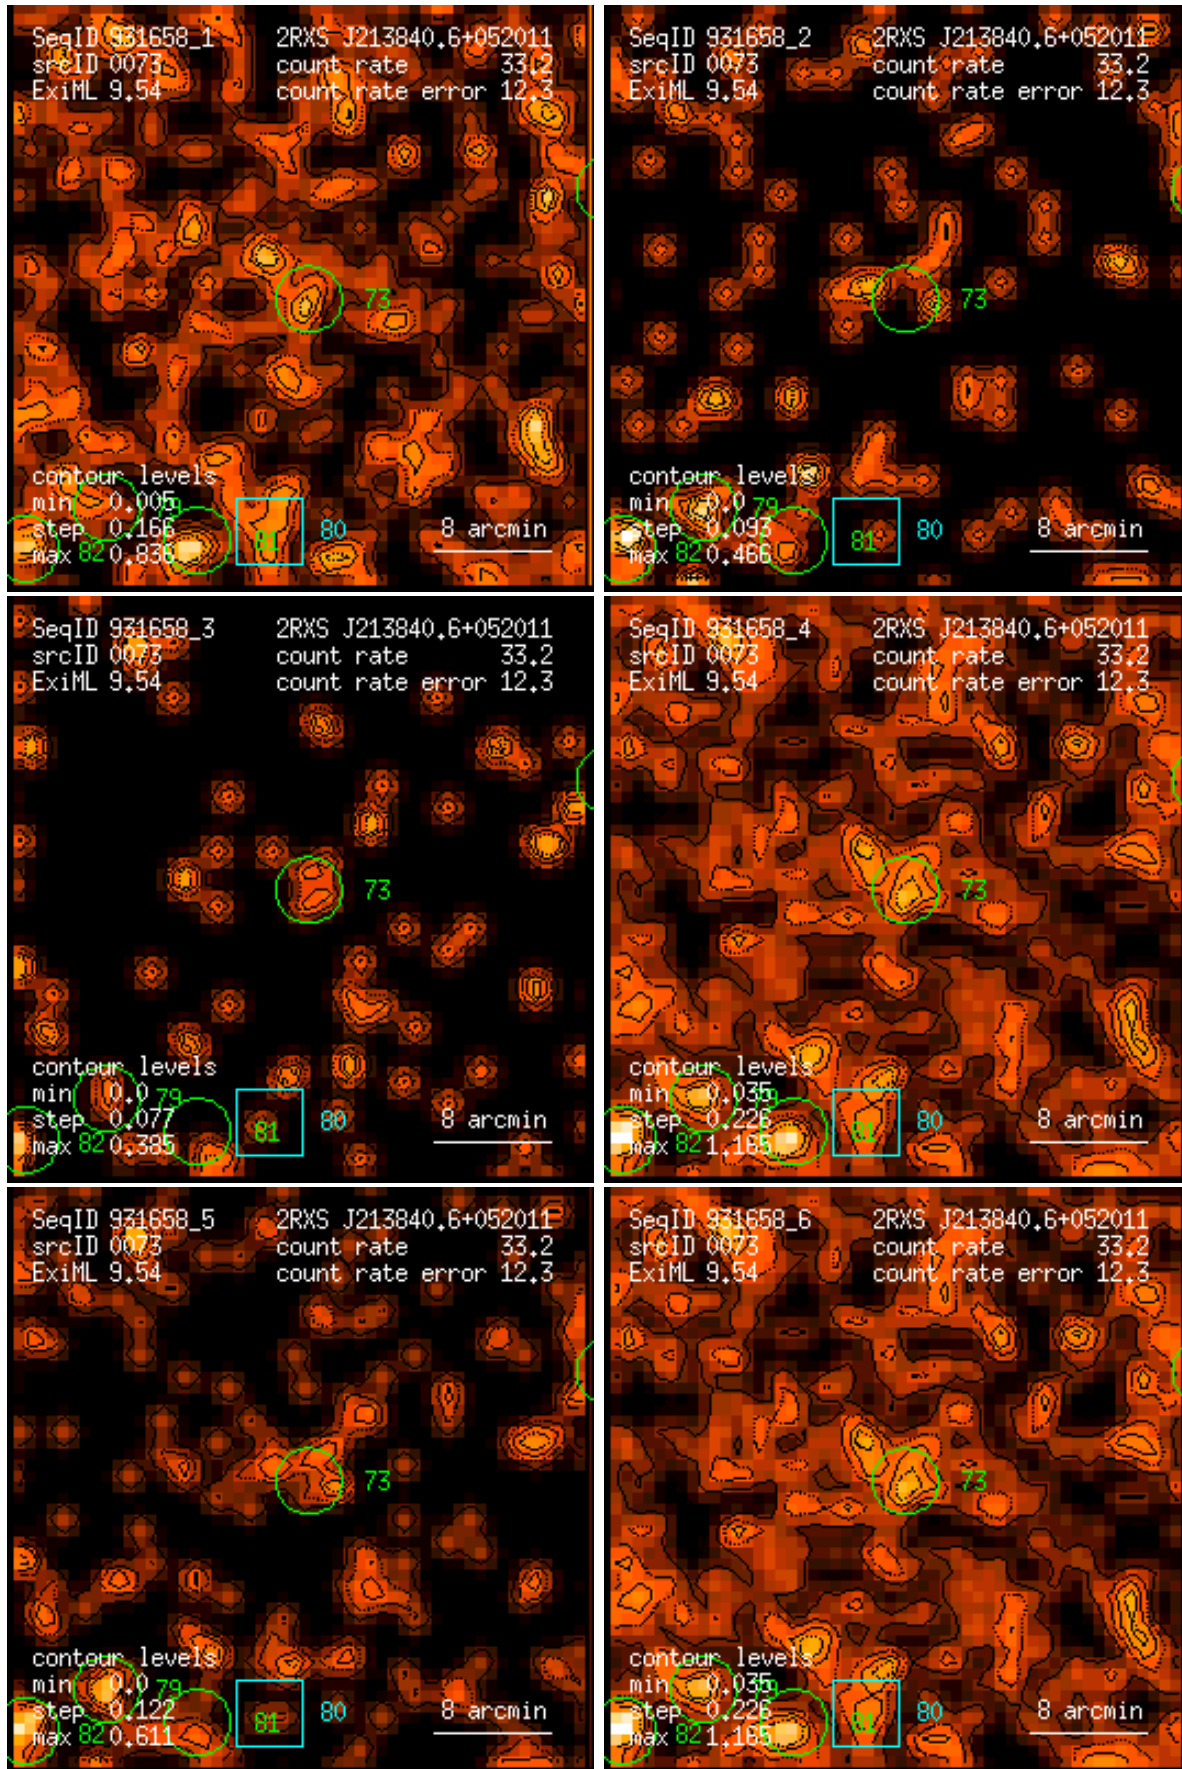 SeqID 931658_1 2RXS J213840.6+052011
srcID 0073 count rate 33.2
ExiML 9.54 count rate error 12.3
73
contour levels
min 0.005 79
step 0.166 81 80 8 arcmin
max 82 0.836
SeqID 931658_2 2RXS J213840.6+052011
srcID 0073 count rate 33.2
ExiML 9.54 count rate error 12.3
73
contour levels
min 0.0 79
step 0.093 81 80 8 arcmin
max 82 0.466
SeqID 931658_3 2RXS J213840.6+052011
srcID 0073 count rate 33.2
ExiML 9.54 count rate error 12.3
73
contour levels
min 0.0 79
step 0.077 81 80 8 arcmin
max 82 0.385
SeqID 931658_4 2RXS J213840.6+052011
srcID 0073 count rate 33.2
ExiML 9.54 count rate error 12.3
73
contour levels
min 0.035
step 0.226 81 80 8 arcmin
max 82 1.165
SeqID 931658_5 2RXS J213840.6+052011
srcID 0073 count rate 33.2
ExiML 9.54 count rate error 12.3
73
contour levels
min 0.0 79
step 0.122 81 80 8 arcmin
max 82 0.611
SeqID 931658_6 2RXS J213840.6+052011
srcID 0073 count rate 33.2
ExiML 9.54 count rate error 12.3
73
contour levels
min 0.035
step 0.226 81 80 8 arcmin
max 82 1.165